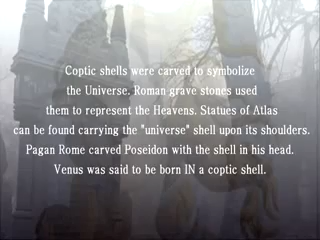 Coptic shells were carved to symbolize
the Universe. Roman grave stones used
them to represent the Heavens. Statues of Atlas
can be found carrying the "universe" shell upon its shoulders.
Pagan Rome carved Poseidon with the shell in his head.
Venus was said to be born IN a coptic shell.